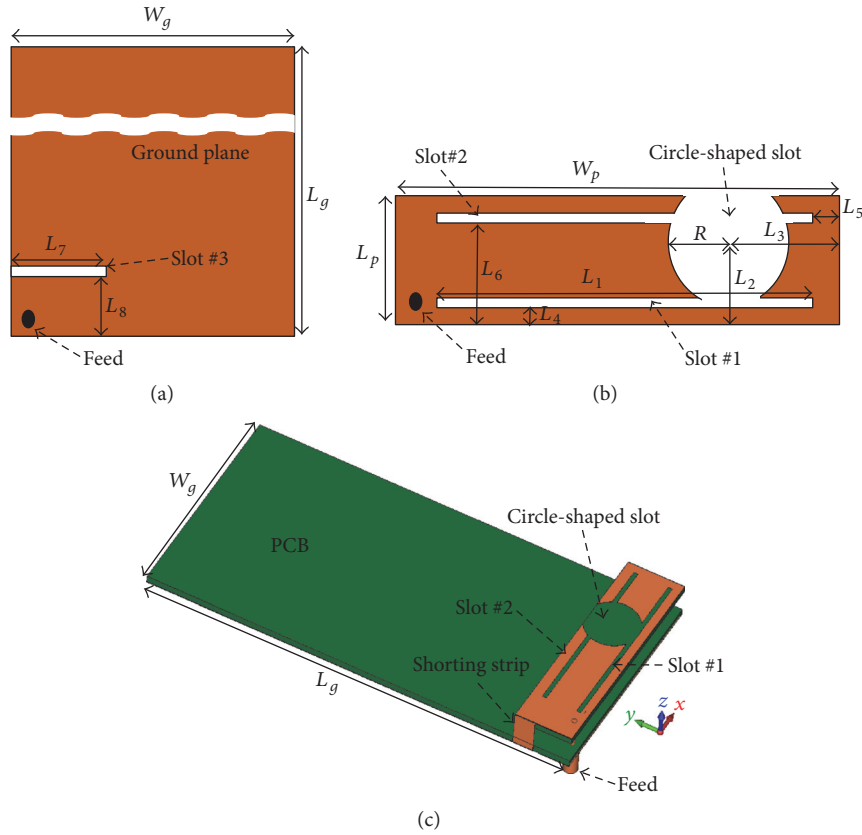 W_g
Ground plane
L_g
L_7
Slot #3
L_8
Feed
(a)
Slot#2
Circle-shaped slot
W_p
L_5
L_p
R
L_3
L_6
L_1
L_2
L_4
Feed
Slot #1
(b)
W_g
Circle-shaped slot
PCB
Slot #2
Shorting strip
Slot #1
L_g
z
y
x
Feed
(c)